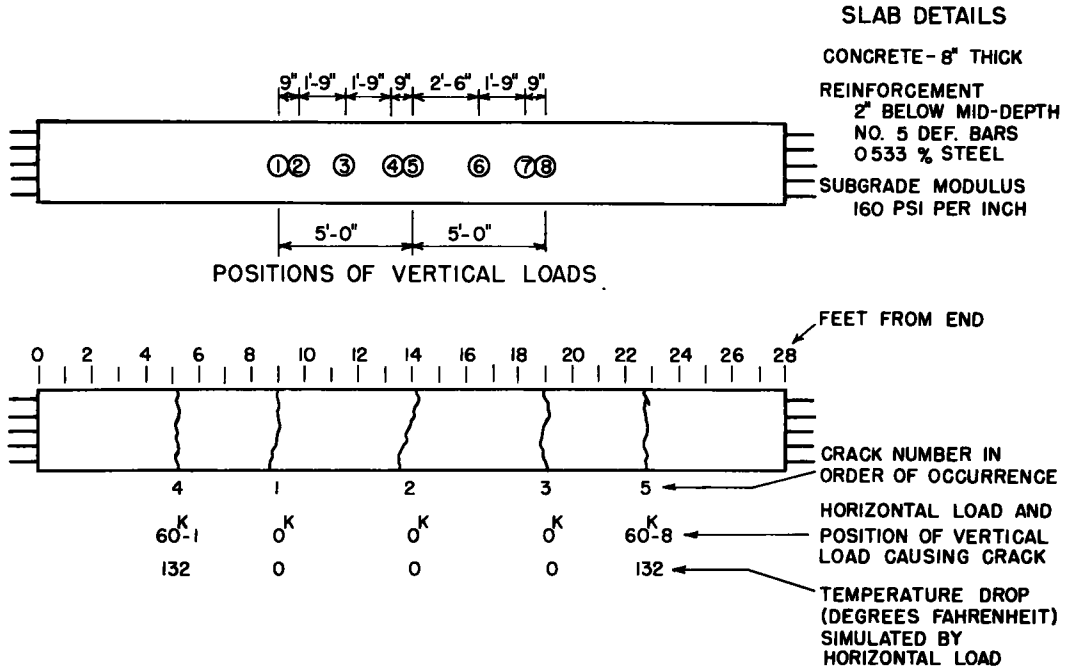 SLAB DETAILS
CONCRETE - 8" THICK
REINFORCEMENT
2" BELOW MID-DEPTH
NO. 5 DEF. BARS
0533 % STEEL
SUBGRADE MODULUS
160 PSI PER INCH
9" 1'-9" 1'-9" 9" 2'-6" 1'-9" 9"
1 2 3 4 5 6 7 8
5'-0" 5'-0"
POSITIONS OF VERTICAL LOADS.
FEET FROM END
0 2 4 6 8 10 12 14 16 18 20 22 24 26 28
CRACK NUMBER IN
ORDER OF OCCURRENCE
4 1 2 3 5
HORIZONTAL LOAD AND
POSITION OF VERTICAL
LOAD CAUSING CRACK
60K-1 0K 0K 0K 60K-8
132 0 0 0 132
TEMPERATURE DROP
(DEGREES FAHRENHEIT)
SIMULATED BY
HORIZONTAL LOAD